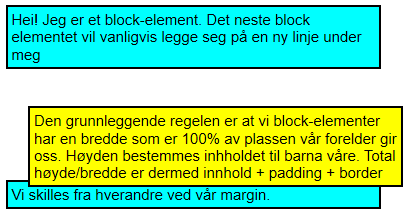 Hei! Jeg er et block-element. Det neste block
elementet vil vanligvis legge seg på en ny linje under
meg
Den grunnleggende regelen er at vi block-elementer
har en bredde som er 100% av plassen vår forelder gir
oss. Høyden bestemmes inhholdet til barna våre. Total
høyde/bredde er dermed innhold + padding + border
Vi skilles fra hverandre ved vår margin.